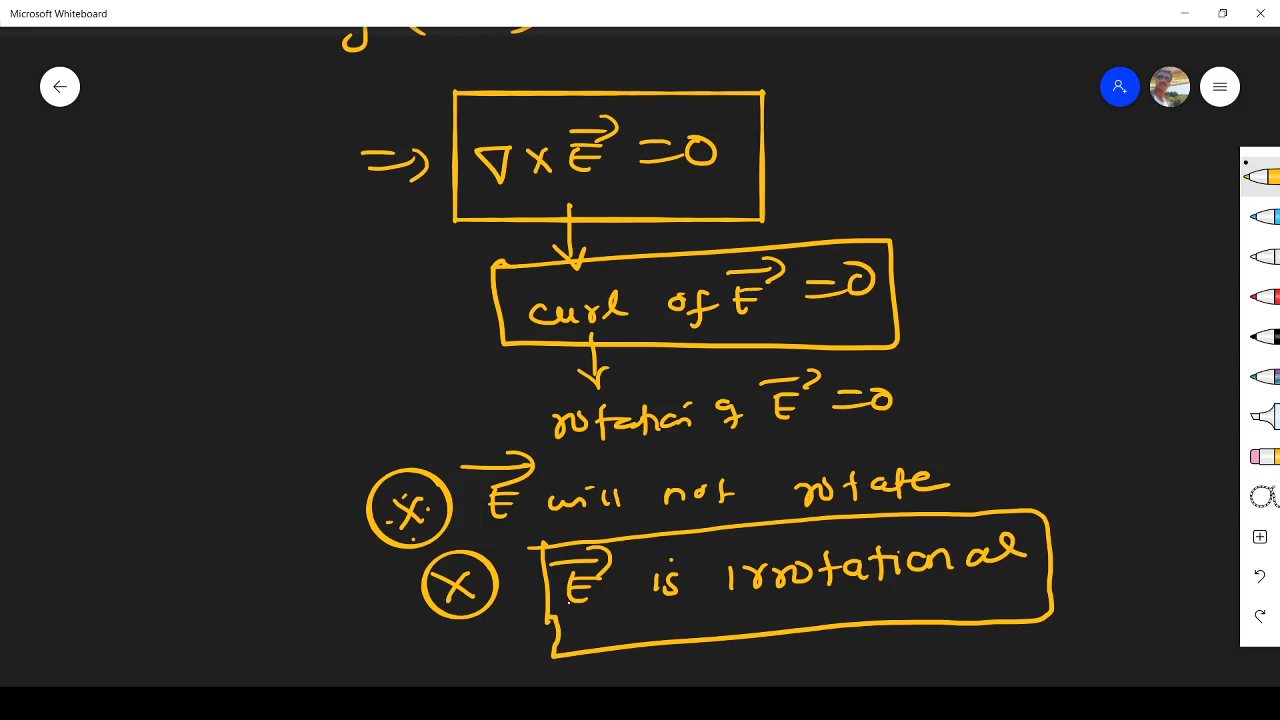 Microsoft Whiteboard
⇒ ∇ × E⃗ = 0
curl of E⃗ = 0
rotation of E⃗ = 0
E⃗ will not rotate
E⃗ is irrotational